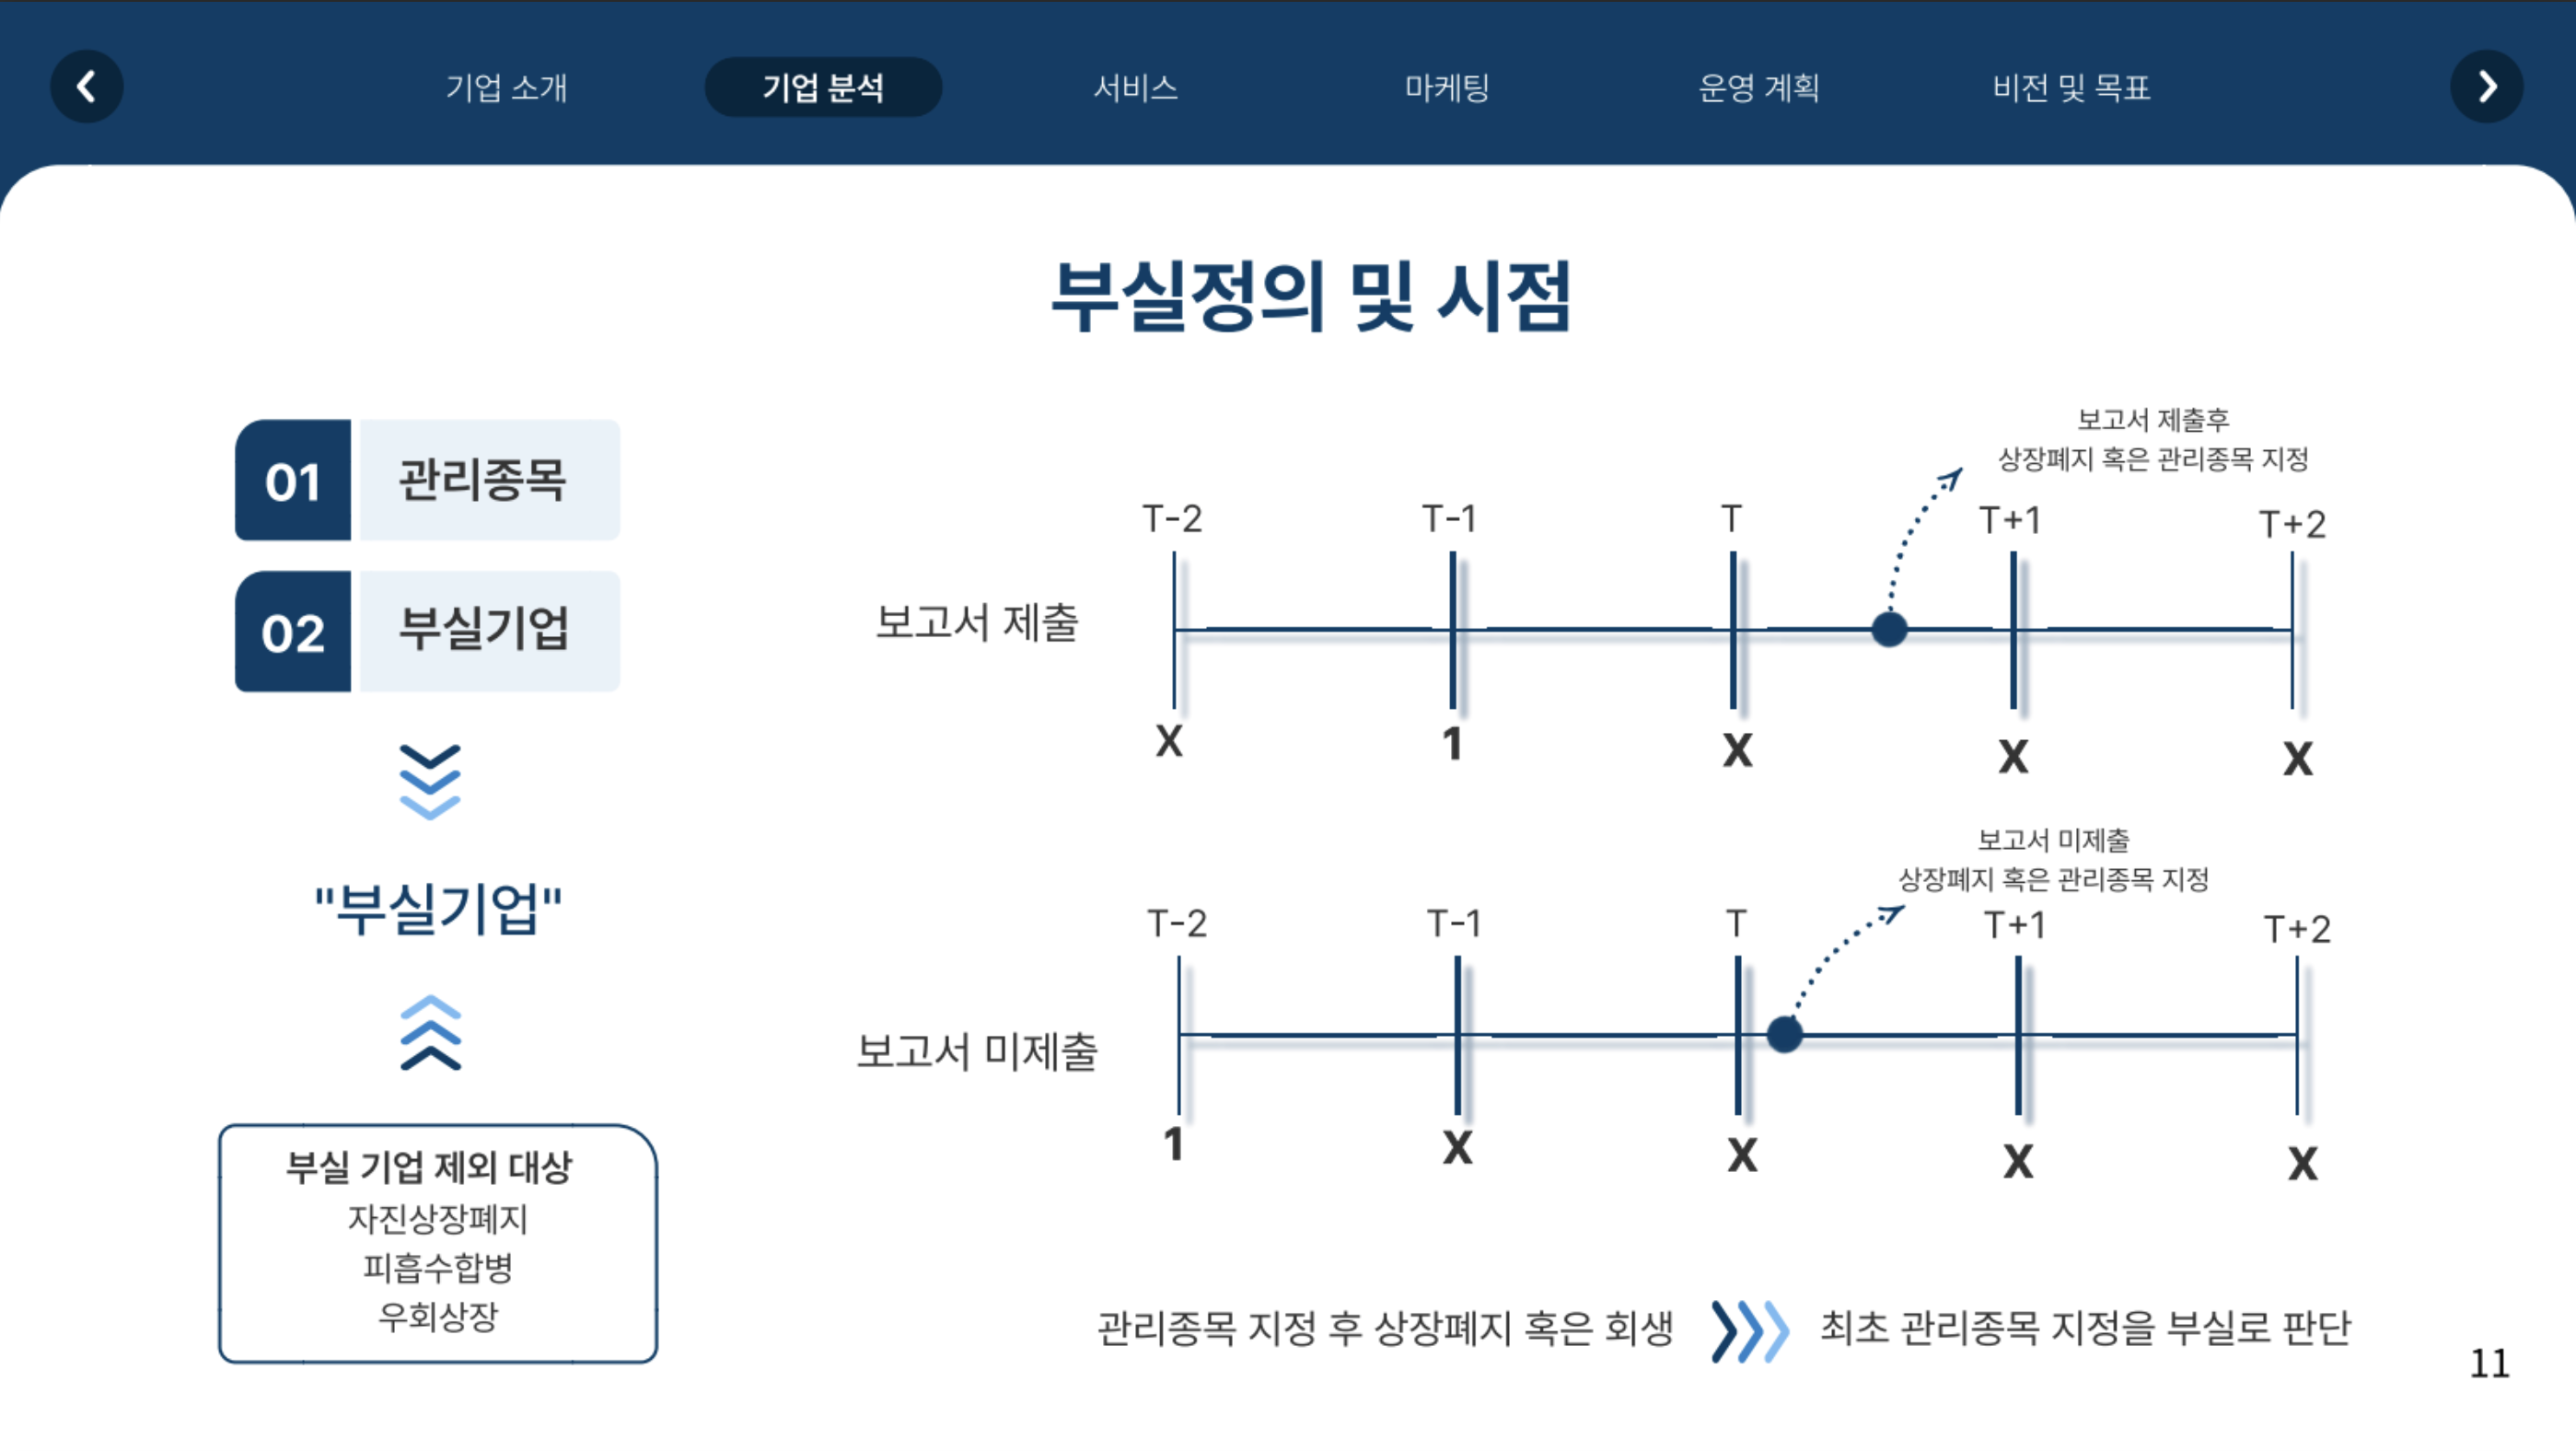 기업 소개
기업 분석
서비스
마케팅
운영 계획
비전 및 목표
부실정의 및 시점
01 관리종목
02 부실기업
"부실기업"
부실 기업 제외 대상
자진상장폐지
피흡수합병
우회상장
보고서 제출후
상장폐지 혹은 관리종목 지정
T-2 T-1 T T+1 T+2
보고서 제출
X 1 X X X
보고서 미제출
상장폐지 혹은 관리종목 지정
T-2 T-1 T T+1 T+2
보고서 미제출
1 X X X X
관리종목 지정 후 상장폐지 혹은 회생
최초 관리종목 지정을 부실로 판단
11